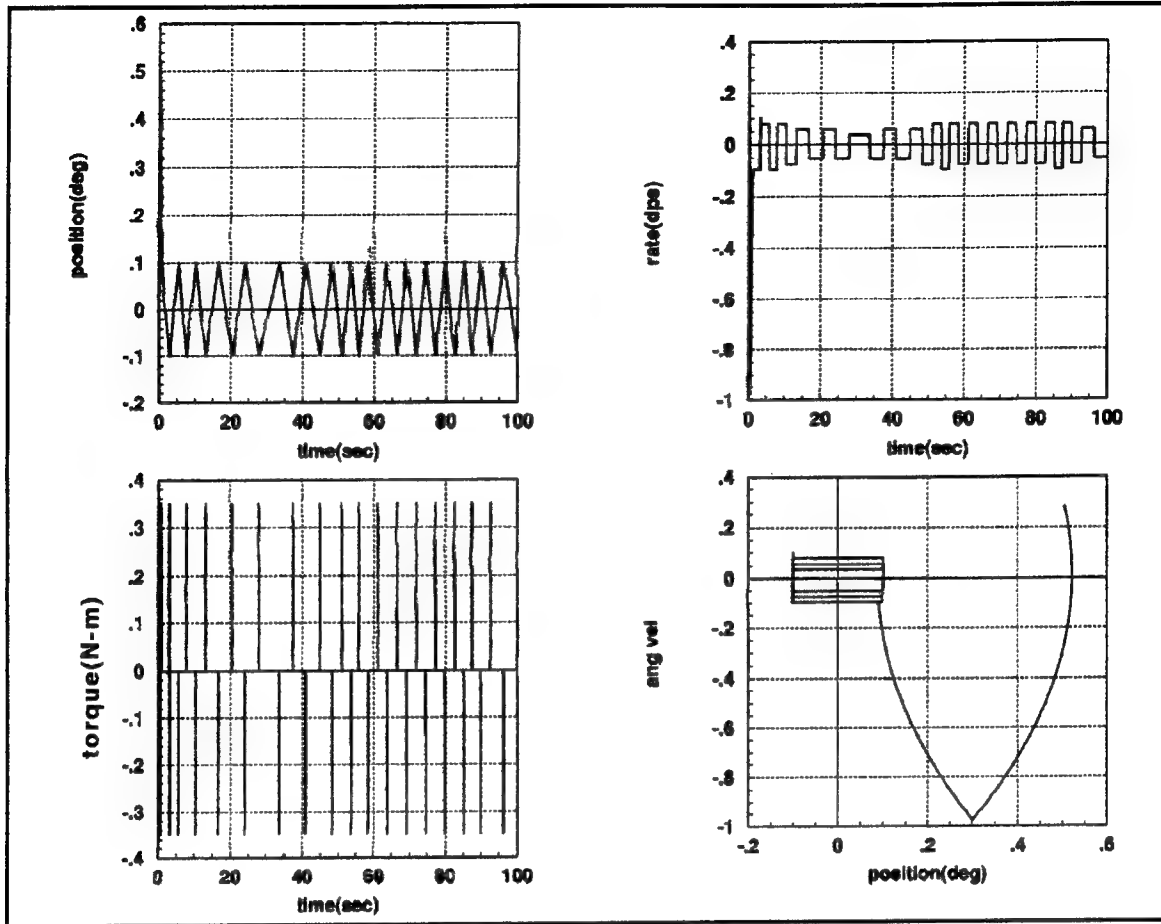 .6
.5
.4
.3
.2
.1
0
-.1
-.2
position(deg)
0 20 40 60 80 100
time(sec)
.4
.2
0
-.2
-.4
-.6
-.8
-1
rate(dps)
0 20 40 60 80 100
time(sec)
.4
.3
.2
.1
0
-.1
-.2
-.3
-.4
torque(N-m)
0 20 40 60 80 100
time(sec)
.4
.2
0
-.2
-.4
-.6
-.8
-1
ang vel
-.2 0 .2 .4 .6
position(deg)